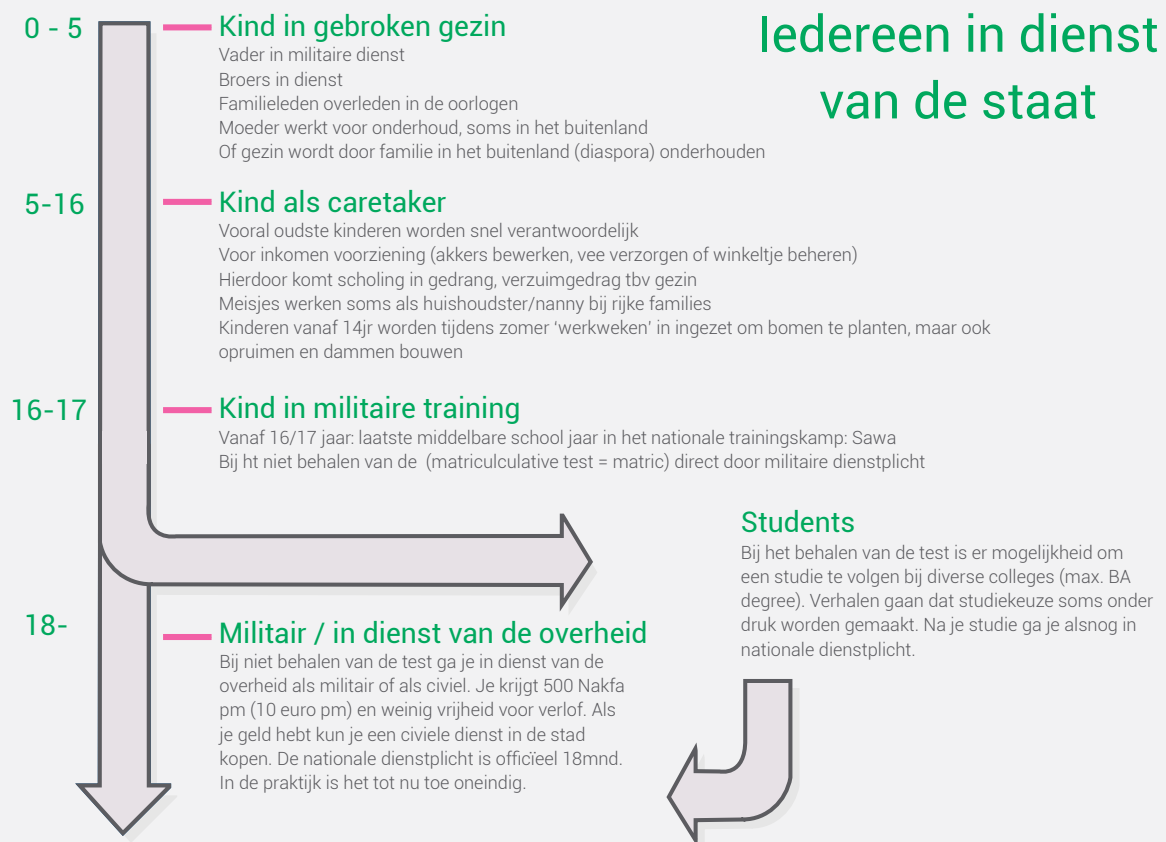 Iedereen in dienst
van de staat
0 - 5
Kind in gebroken gezin
Vader in militaire dienst
Broers in dienst
Familieleden overleden in de oorlogen
Moeder werkt voor onderhoud, soms in het buitenland
Of gezin wordt door familie in het buitenland (diaspora) onderhouden
5-16
Kind als caretaker
Vooral oudste kinderen worden snel verantwoordelijk
Voor inkomen voorziening (akkers bewerken, vee verzorgen of winkeltje beheren)
Hierdoor komt scholing in gedrang, verzuimgedrag tbv gezin
Meisjes werken soms als huishoudster/nanny bij rijke families
Kinderen vanaf 14jr worden tijdens zomer ‘werkweken’ in ingezet om bomen te planten, maar ook
opruimen en dammen bouwen
16-17
Kind in militaire training
Vanaf 16/17 jaar: laatste middelbare school jaar in het nationale trainingskamp: Sawa
Bij ht niet behalen van de (matriculculative test = matric) direct door militaire dienstplicht
Students
Bij het behalen van de test is er mogelijkheid om
een studie te volgen bij diverse colleges (max. BA
degree). Verhalen gaan dat studiekeuze soms onder
druk worden gemaakt. Na je studie ga je alsnog in
nationale dienstplicht.
18-
Militair / in dienst van de overheid
Bij niet behalen van de test ga je in dienst van de
overheid als militair of als civiel. Je krijgt 500 Nakfa
pm (10 euro pm) en weinig vrijheid voor verlof. Als
je geld hebt kun je een civiele dienst in de stad
kopen. De nationale dienstplicht is officïeel 18mnd.
In de praktijk is het tot nu toe oneindig.